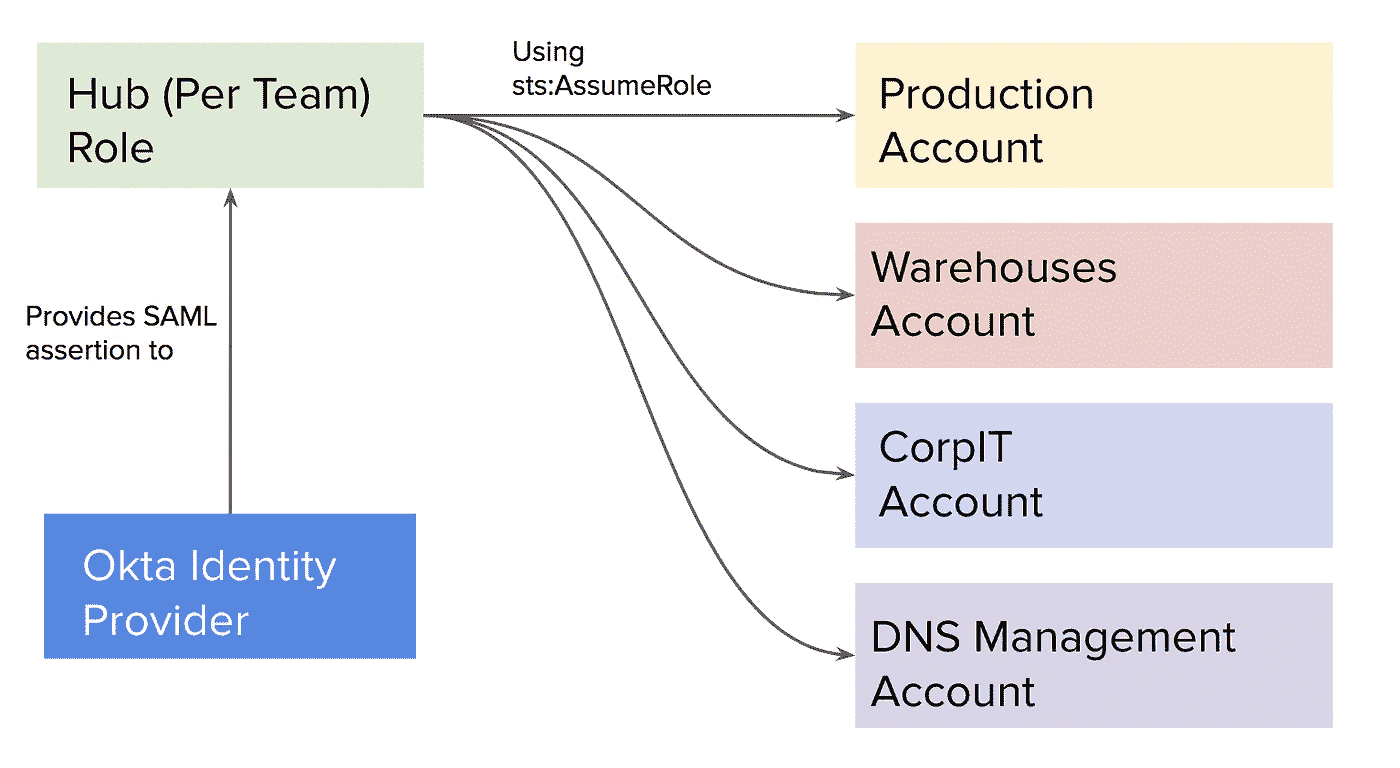 Hub (Per Team)
Role
Using
sts:AssumeRole
Production
Account
Warehouses
Account
Provides SAML
assertion to
CorpIT
Account
Okta Identity
Provider
DNS Management
Account